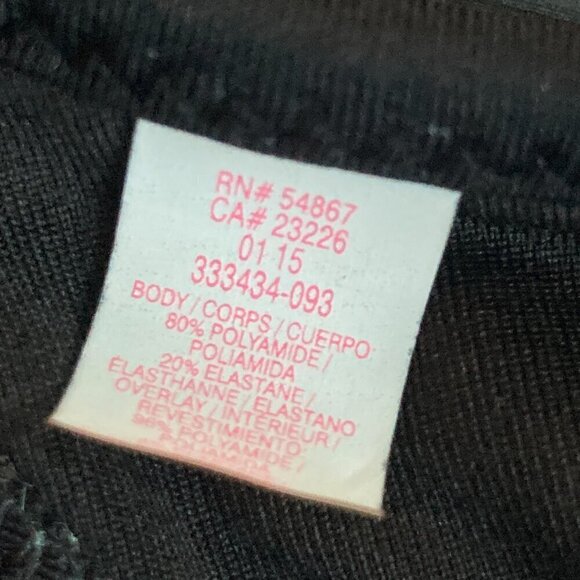 RN# 54867
CA# 23226
01 15
333434-093
BODY / CORPS / CUERPO:
80% POLYAMIDE /
POLIAMIDA
20% ELASTANE /
ÉLASTHANNE / ELASTANO
OVERLAY / INTÉRIEUR /
REVESTIMIENTO:
POLYAMIDE /